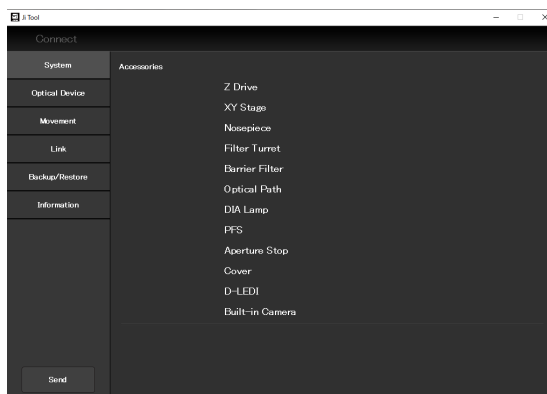 Ji Tool
Connect
System
Optical Device
Movement
Link
Backup/Restore
Information
Send
Accessories
Z Drive
XY Stage
Nosepiece
Filter Turret
Barrier Filter
Optical Path
DIA Lamp
PFS
Aperture Stop
Cover
D-LEDI
Built-in Camera